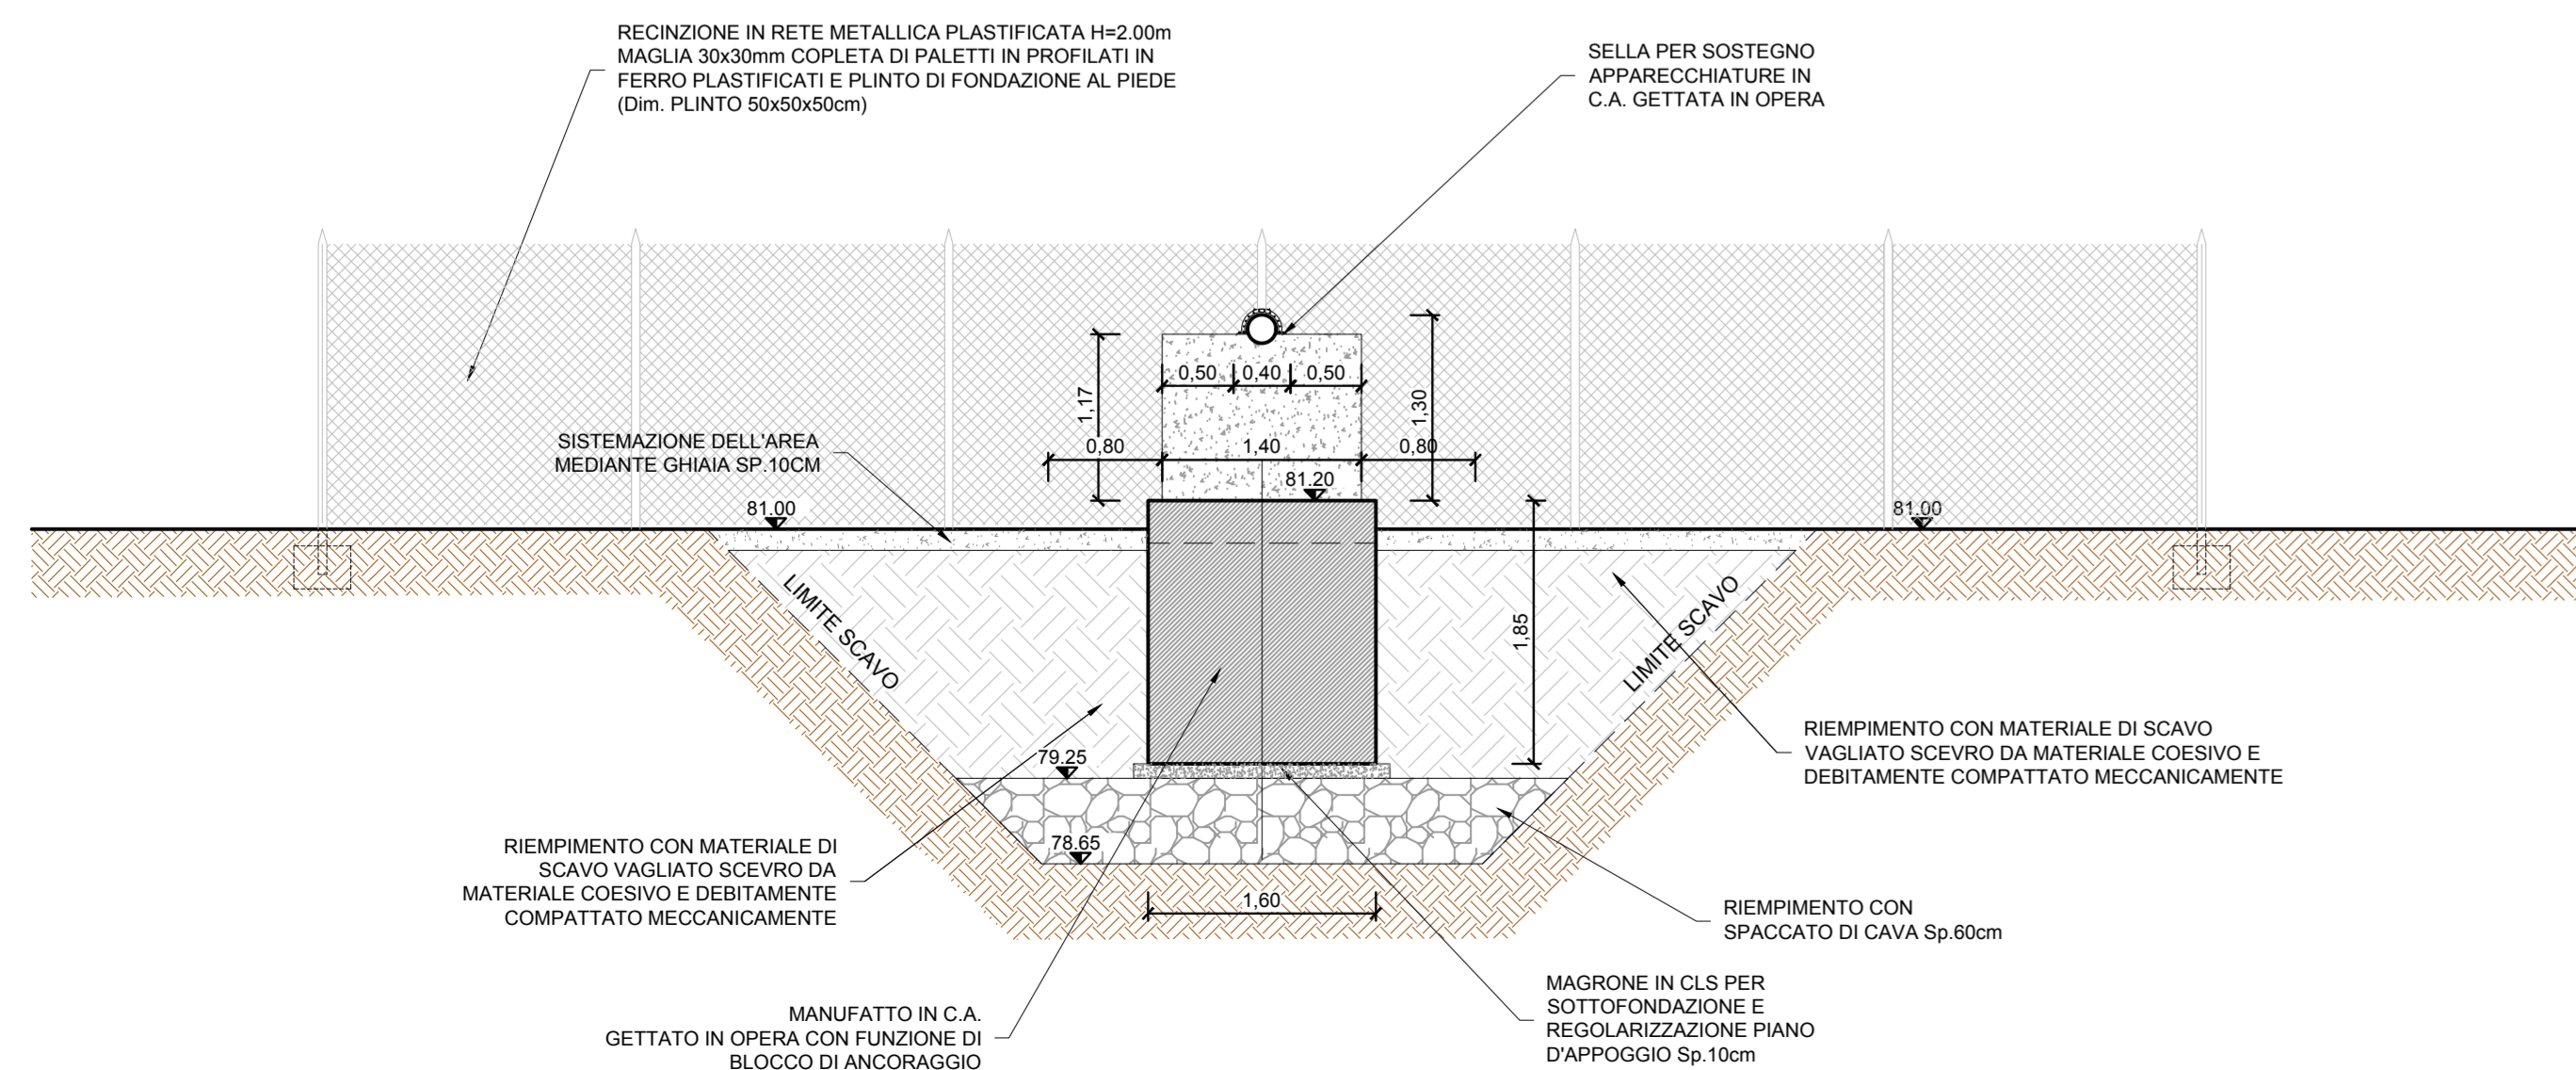 RECINZIONE IN RETE METALLICA PLASTIFICATA H=2.00m
MAGLIA 30x30mm COPLETA DI PALETTI IN PROFILATI IN
FERRO PLASTIFICATI E PLINTO DI FONDAZIONE AL PIEDE
(Dim. PLINTO 50x50x50cm)
SELLA PER SOSTEGNO
APPARECCHIATURE IN
C.A. GETTATA IN OPERA
0,50 0,40 0,50
1,17
1,30
SISTEMAZIONE DELL'AREA
MEDIANTE GHIAIA SP.10CM
0,80 1,40 0,80
81.20
81.00
81.00
LIMITE SCAVO
LIMITE SCAVO
1,85
79.25
78.65
RIEMPIMENTO CON MATERIALE DI SCAVO
VAGLIATO SCEVRO DA MATERIALE COESIVO E
DEBITAMENTE COMPATTATO MECCANICAMENTE
RIEMPIMENTO CON MATERIALE DI
SCAVO VAGLIATO SCEVRO DA
MATERIALE COESIVO E DEBITAMENTE
COMPATTATO MECCANICAMENTE
1,60
RIEMPIMENTO CON
SPACCATO DI CAVA Sp.60cm
MAGRONE IN CLS PER
SOTTOFONDAZIONE E
REGOLARIZZAZIONE PIANO
D'APPOGGIO Sp.10cm
MANUFATTO IN C.A.
GETTATO IN OPERA CON FUNZIONE DI
BLOCCO DI ANCORAGGIO